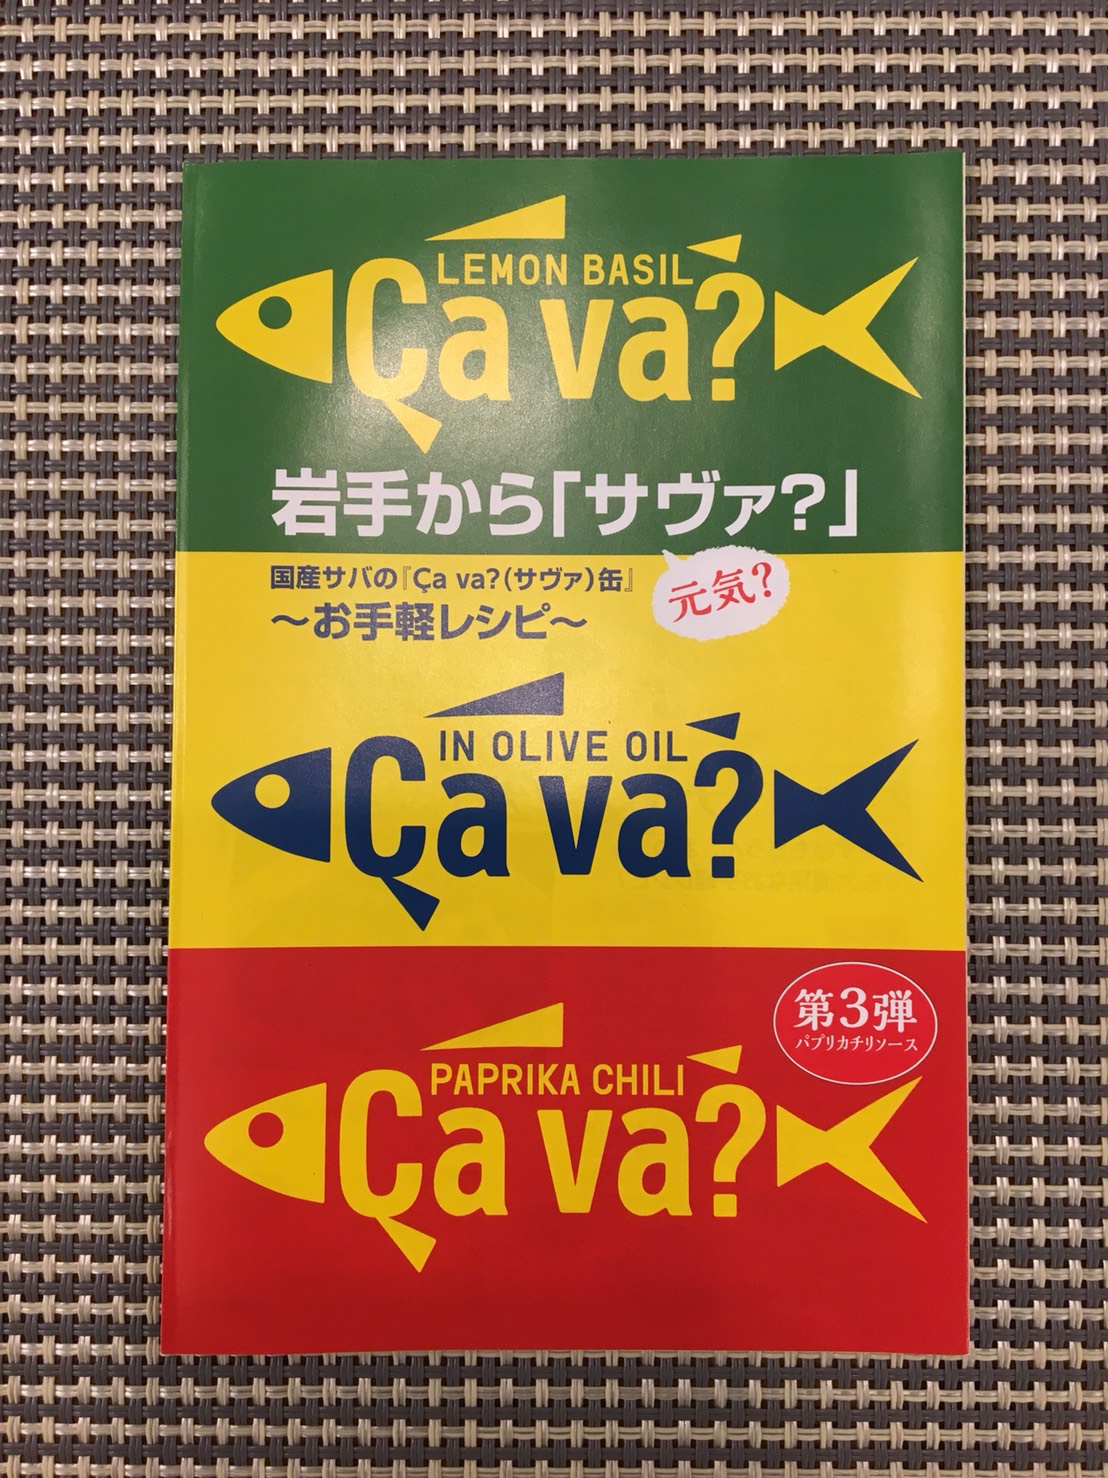 LEMON BASIL
Ça va?
岩手から「サヴァ?」
元気?
国産サバの『Ça va?(サヴァ)缶』
～お手軽レシピ～
IN OLIVE OIL
Ça va?
第3弾
パプリカチリソース
PAPRIKA CHILI
Ça va?